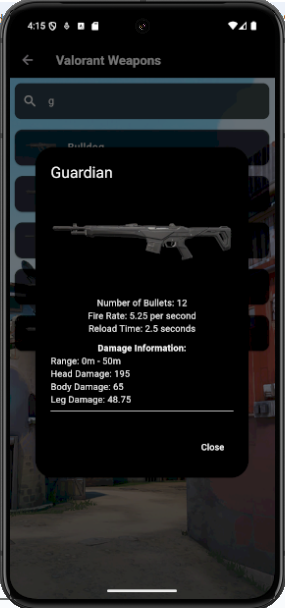 4:15
Valorant Weapons
g
Bulldog
Guardian
Number of Bullets: 12
Fire Rate: 5.25 per second
Reload Time: 2.5 seconds
Damage Information:
Range: 0m - 50m
Head Damage: 195
Body Damage: 65
Leg Damage: 48.75
Close